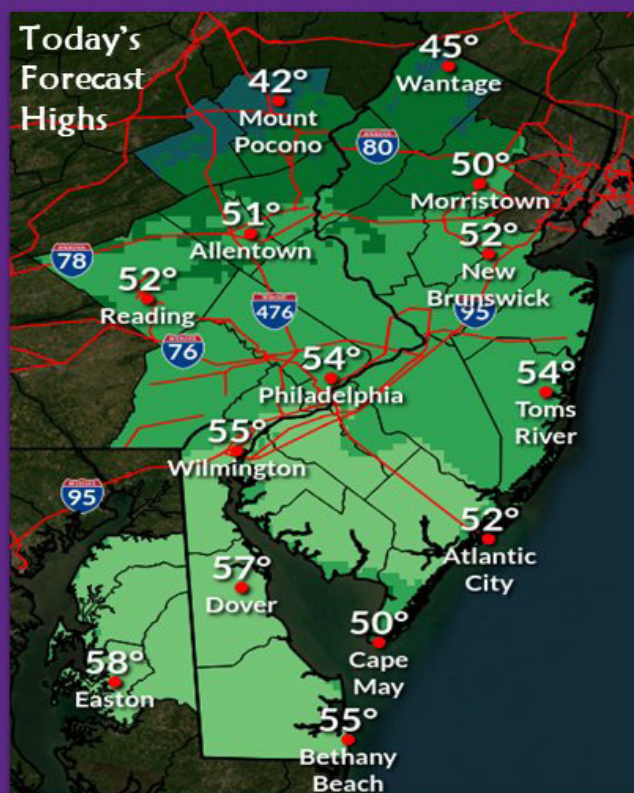 Today's
Forecast
Highs
45°
Wantage
42°
Mount
Pocono
80
50°
Morristown
51°
Allentown
52°
New
Brunswick
78
52°
Reading
476
95
76
54°
Philadelphia
54°
Toms
River
55°
Wilmington
95
52°
Atlantic
City
57°
Dover
50°
Cape
May
58°
Easton
55°
Bethany
Beach